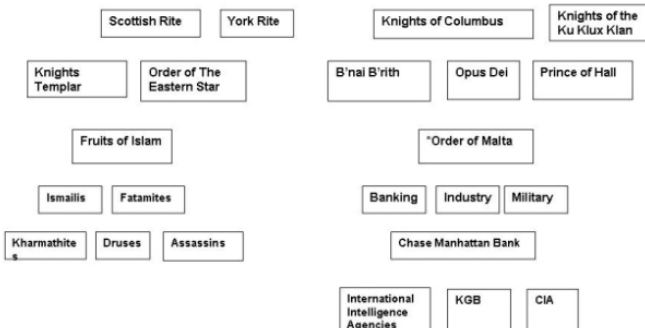 Scottish Rite
York Rite
Knights of Columbus
Knights of the
Ku Klux Klan
Knights
Templar
Order of The
Eastern Star
B'nai B'rith
Opus Dei
Prince of Hall
Fruits of Islam
*Order of Malta
Ismailis
Fatamites
Banking
Industry
Military
Kharmathite
s
Druses
Assassins
Chase Manhattan Bank
International
Intelligence
Agencies
KGB
CIA